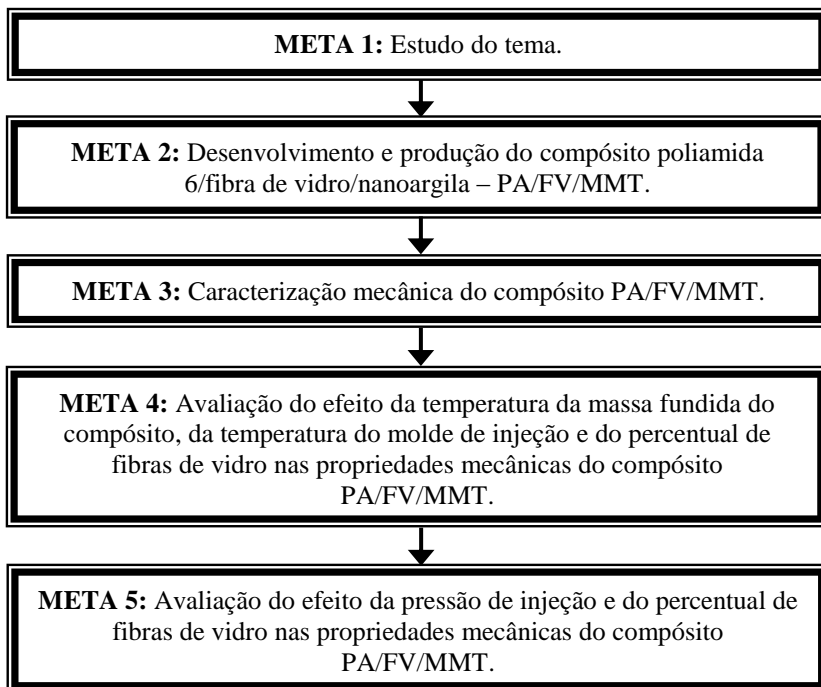 META 1: Estudo do tema.
META 2: Desenvolvimento e produção do compósito poliamida
6/fibra de vidro/nanoargila – PA/FV/MMT.
META 3: Caracterização mecânica do compósito PA/FV/MMT.
META 4: Avaliação do efeito da temperatura da massa fundida do
compósito, da temperatura do molde de injeção e do percentual de
fibras de vidro nas propriedades mecânicas do compósito
PA/FV/MMT.
META 5: Avaliação do efeito da pressão de injeção e do percentual de
fibras de vidro nas propriedades mecânicas do compósito
PA/FV/MMT.